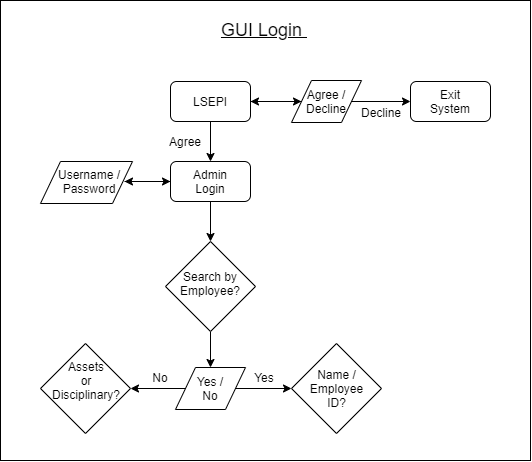 GUI Login
LSEPI
Agree /
Decline
Exit
System
Decline
Agree
Username /
Password
Admin
Login
Search by
Employee?
Assets
or
Disciplinary?
No
Yes /
No
Yes
Name /
Employee
ID?